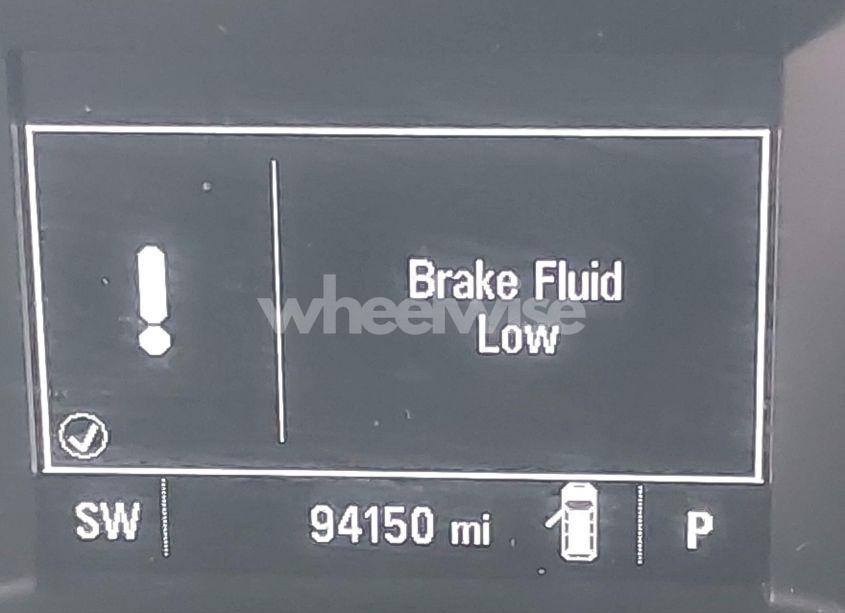 Brake Fluid
Low
wheelwise
SW
94150 mi
P